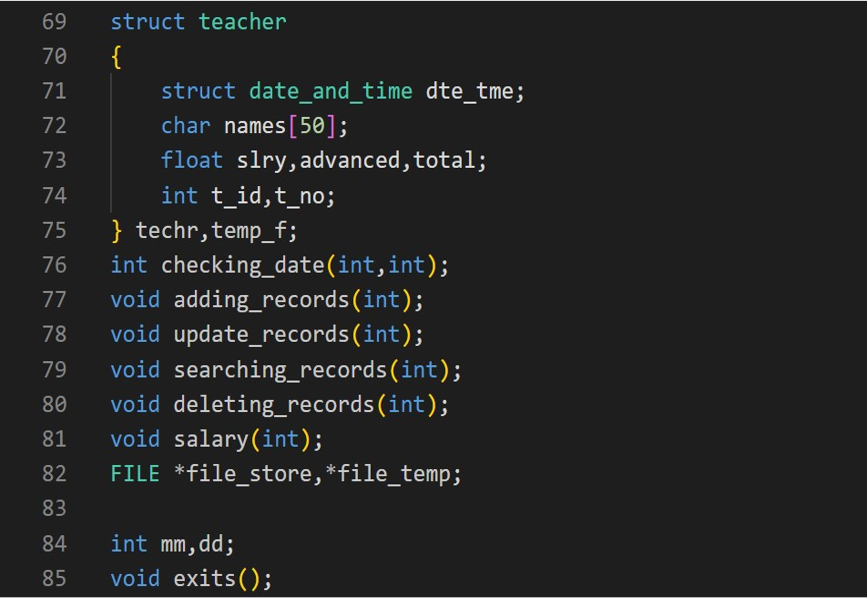 69 struct teacher
70 {
71 struct date_and_time dte_tme;
72 char names[50];
73 float slry,advanced,total;
74 int t_id,t_no;
75 } techr,temp_f;
76 int checking_date(int,int);
77 void adding_records(int);
78 void update_records(int);
79 void searching_records(int);
80 void deleting_records(int);
81 void salary(int);
82 FILE *file_store,*file_temp;
83
84 int mm,dd;
85 void exits();